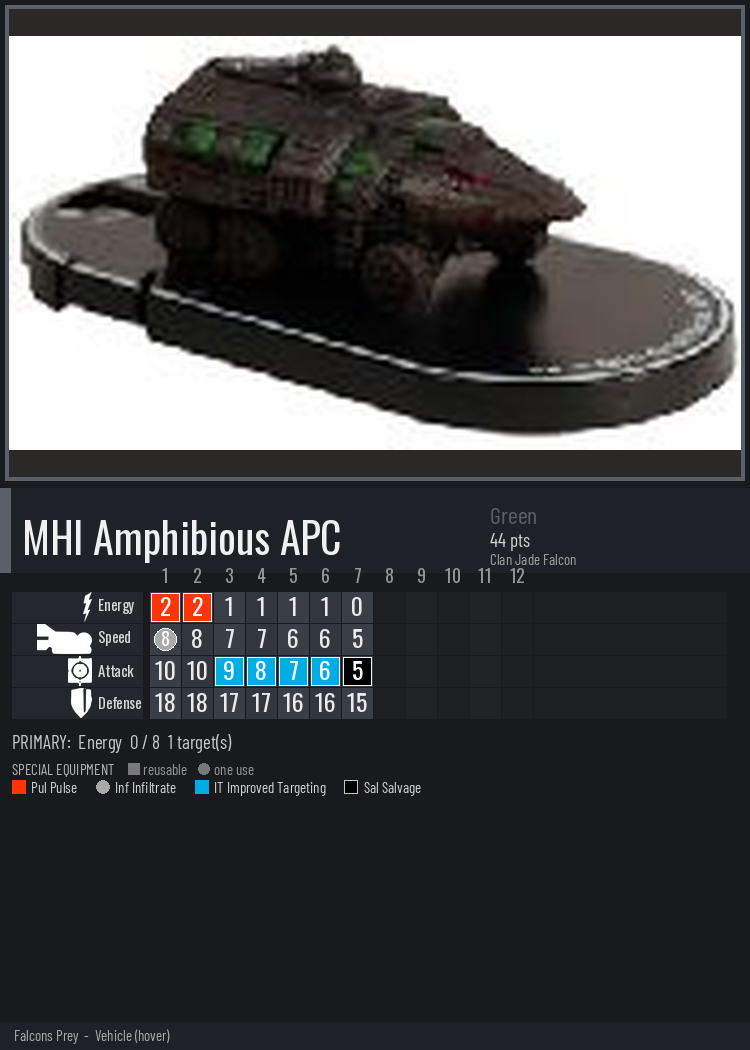 MHI Amphibious APC
Green
44 pts
Clan Jade Falcon
1 2 3 4 5 6 7 8 9 10 11 12
Energy 2 2 1 1 1 1 0
Speed 8 8 7 7 6 6 5
Attack 10 10 9 8 7 6 5
Defense 18 18 17 17 16 16 15
PRIMARY: Energy 0 / 8 1 target(s)
SPECIAL EQUIPMENT reusable one use
Pul Pulse Inf Infiltrate IT Improved Targeting Sal Salvage
Falcons Prey - Vehicle (hover)